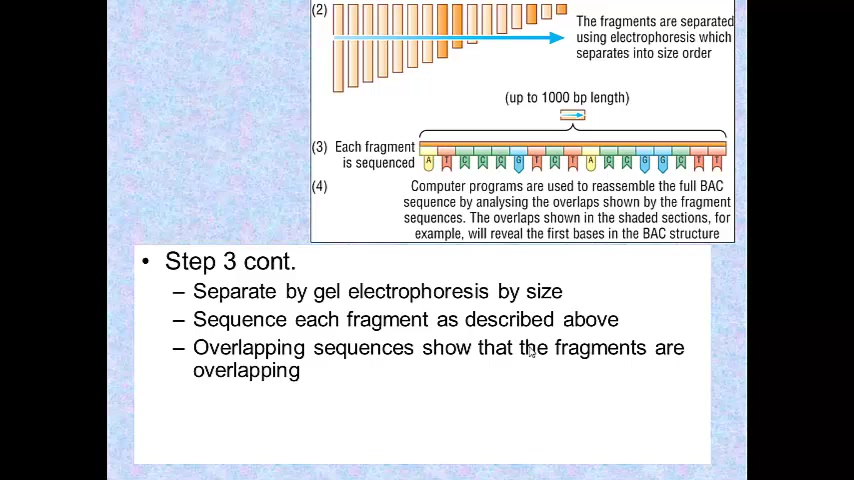 (2)
The fragments are separated
using electrophoresis which
separates into size order
(up to 1000 bp length)
(3) Each fragment
is sequenced
A T C C C G T C T A C C G G C T T
(4) Computer programs are used to reassemble the full BAC
sequence by analysing the overlaps shown by the fragment
sequences. The overlaps shown in the shaded sections, for
example, will reveal the first bases in the BAC structure
• Step 3 cont.
– Separate by gel electrophoresis by size
– Sequence each fragment as described above
– Overlapping sequences show that the fragments are
overlapping